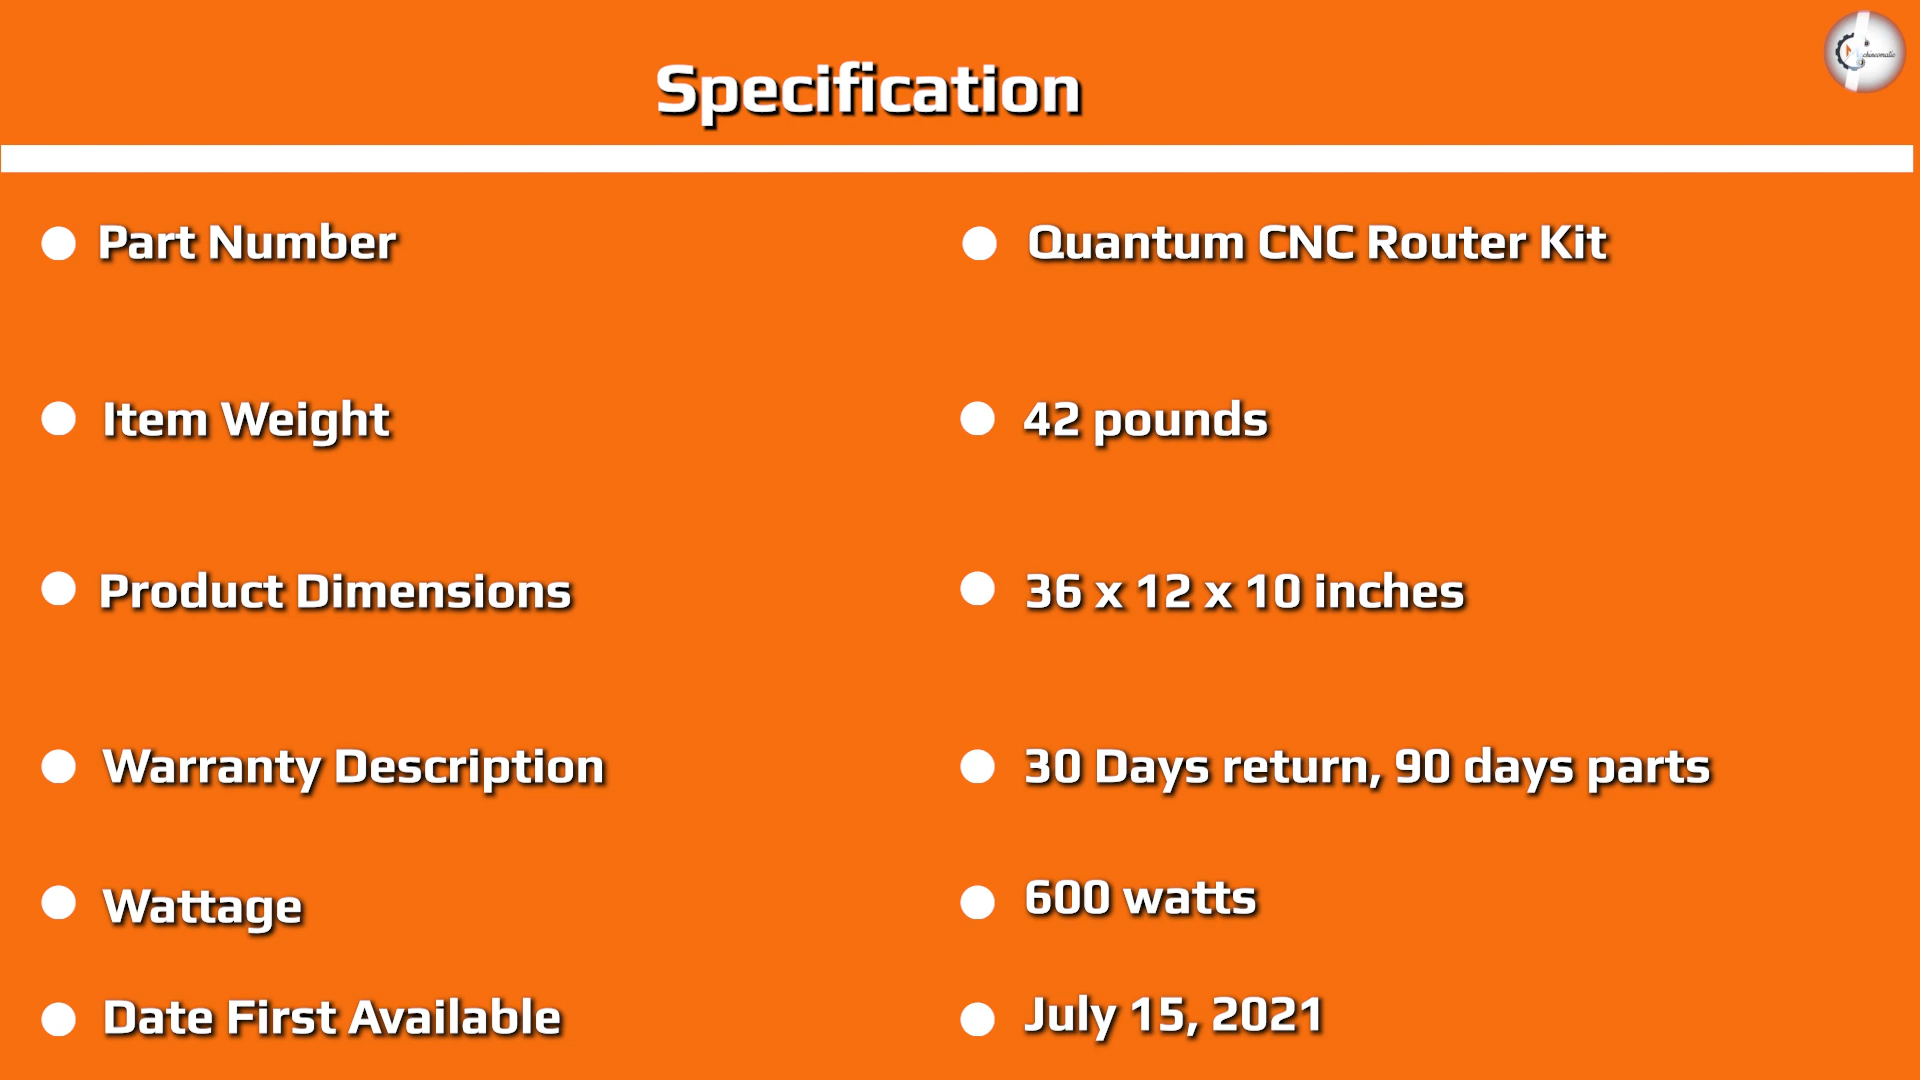 Specification
Part Number
Quantum CNC Router Kit
Item Weight
42 pounds
Product Dimensions
36 x 12 x 10 inches
Warranty Description
30 Days return, 90 days parts
Wattage
600 watts
Date First Available
July 15, 2021